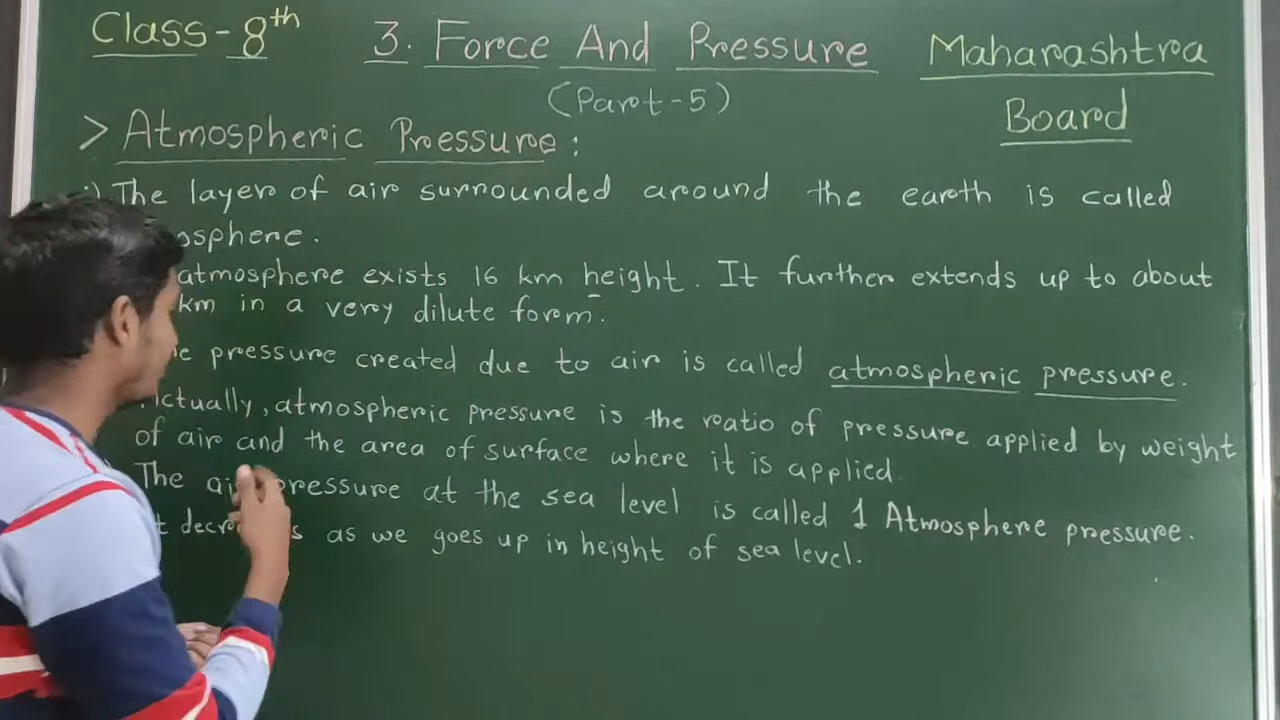 Class-8th
3. Force And Pressure
Maharashtra
Board
(Part-5)
> Atmospheric Pressure:
i) The layer of air surrounded around the earth is called
osphere.
atmosphere exists 16 km height. It further extends up to about
km in a very dilute form.
pressure created due to air is called atmospheric pressure.
Actually, atmospheric pressure is the ratio of pressure applied by weight
of air and the area of surface where it is applied.
The pressure at the sea level is called 1 Atmosphere pressure.
as we goes up in height of sea level.